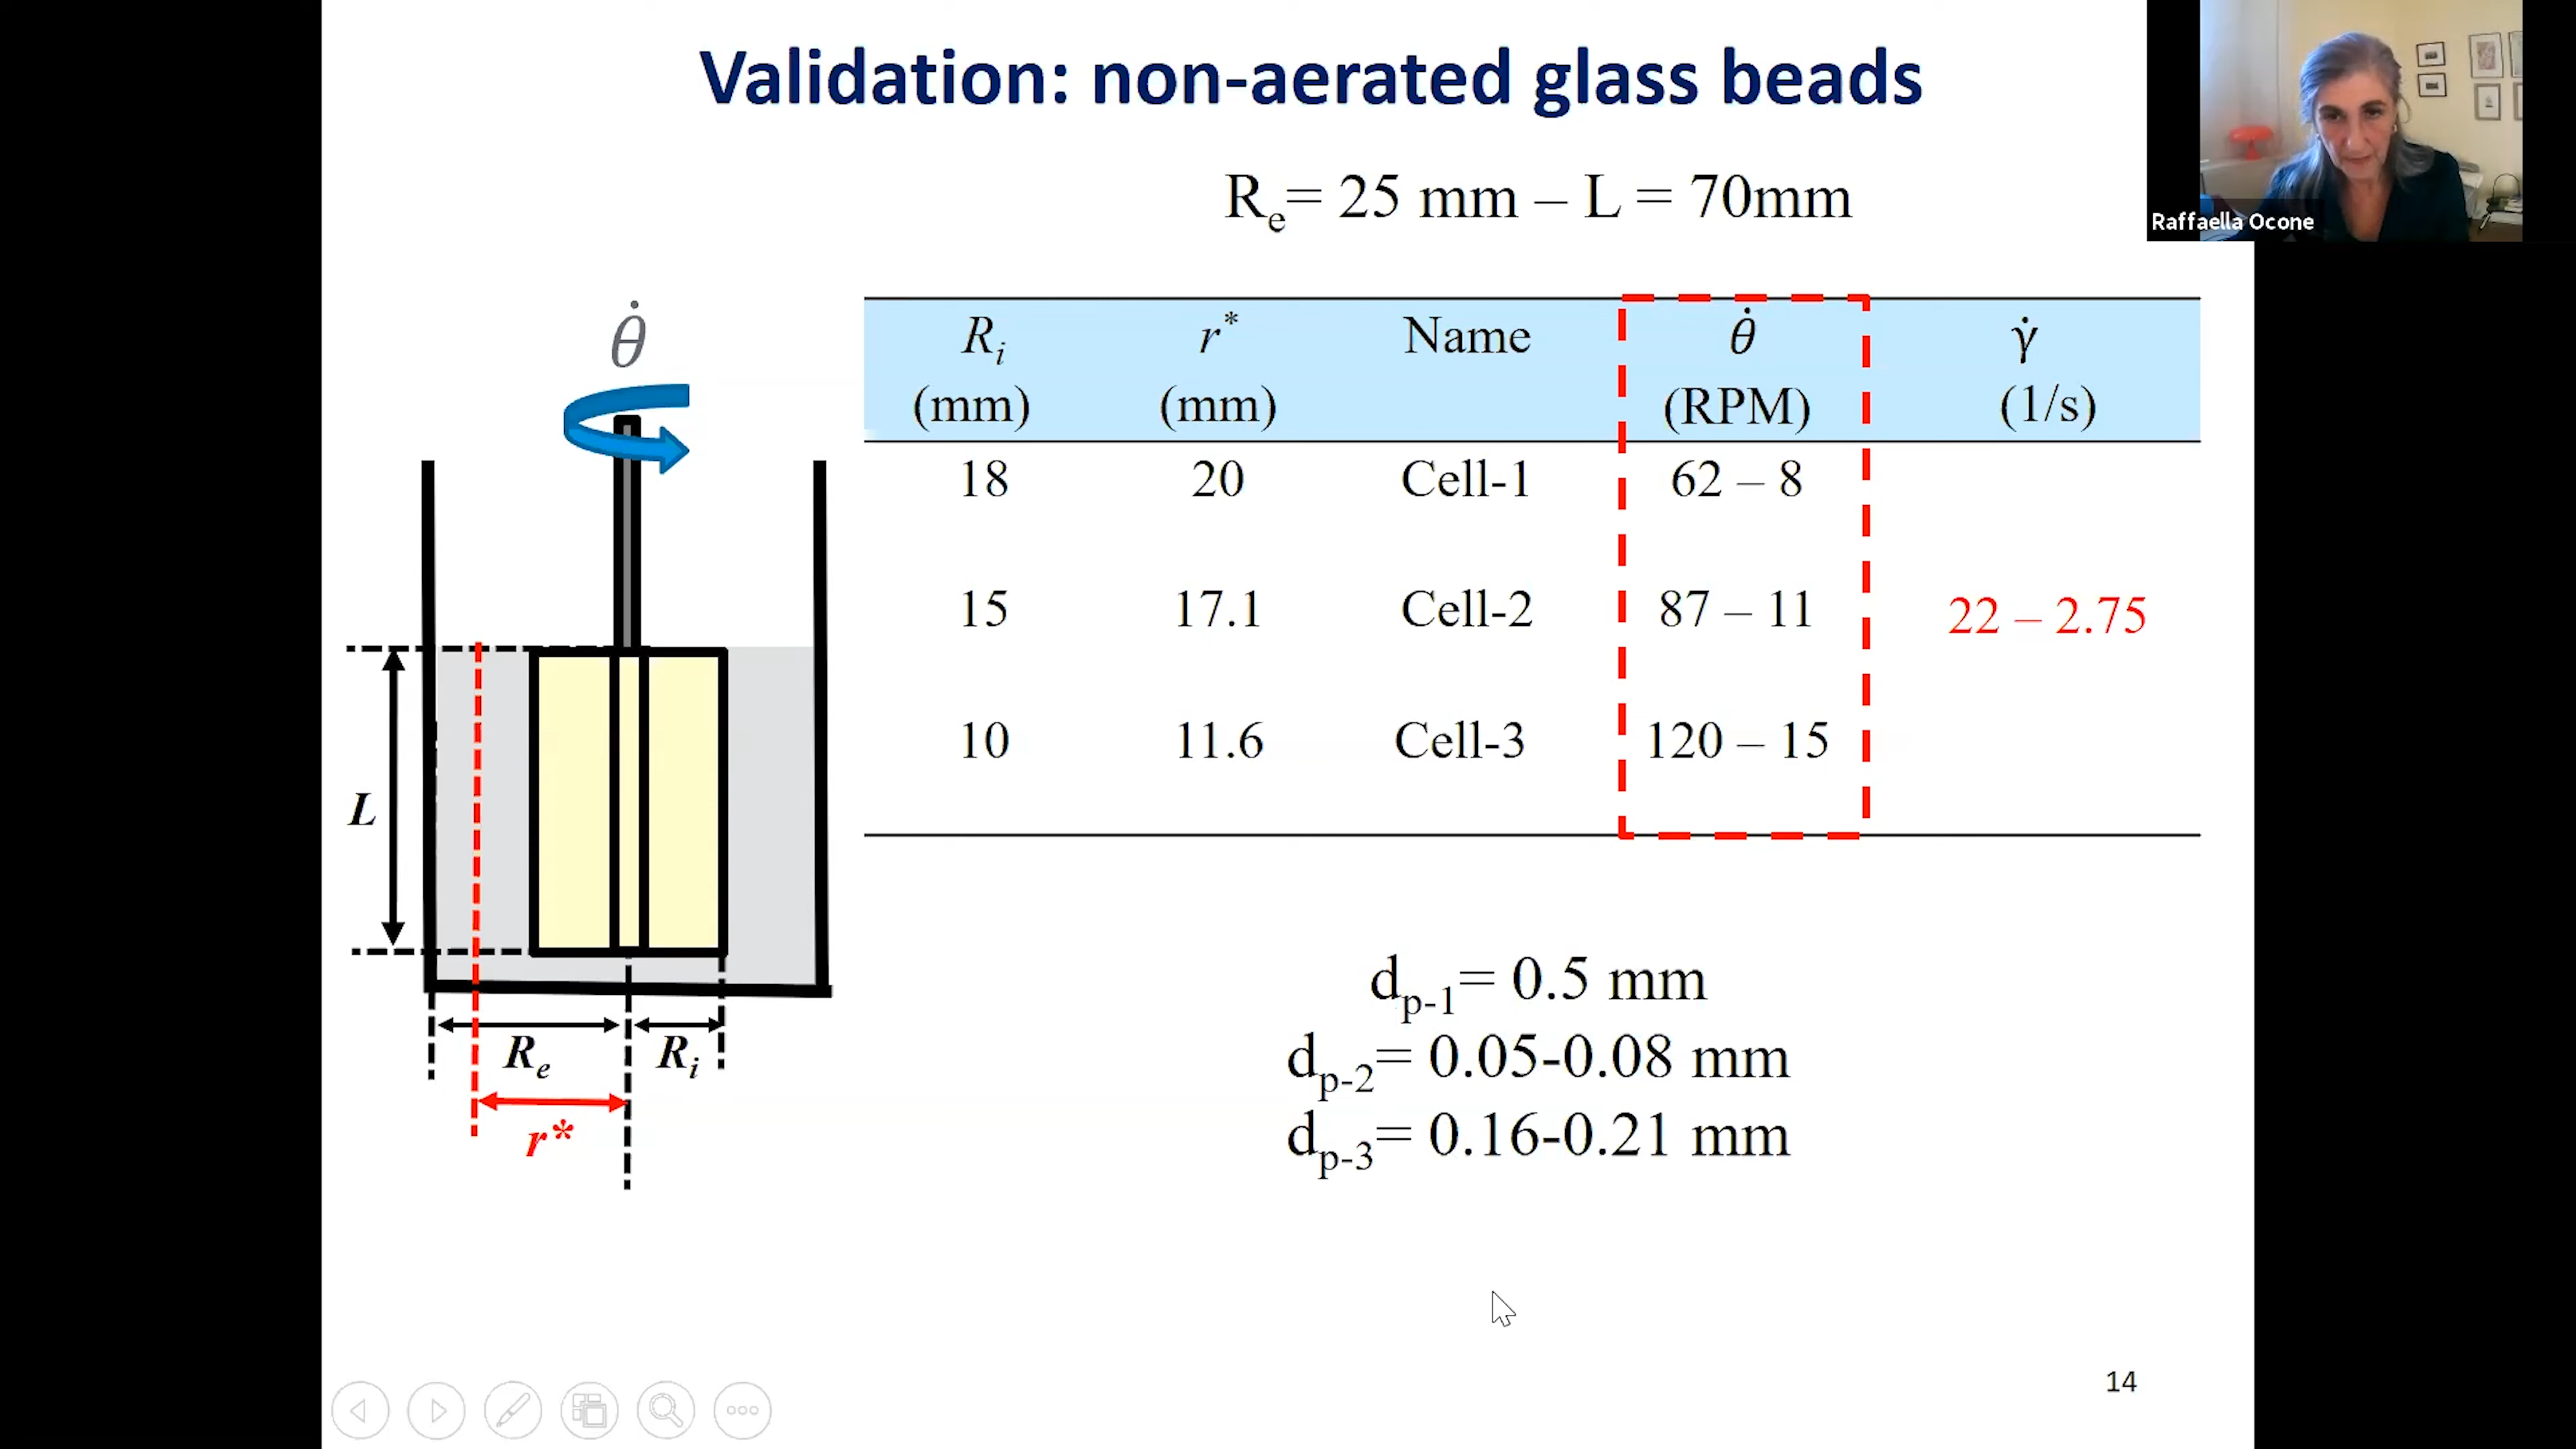 Validation: non-aerated glass beads
Raffaella Ocone
Re= 25 mm – L = 70mm
θ̇
Ri r* Name θ̇ γ̇
(mm) (mm) (RPM) (1/s)
18 20 Cell-1 62 – 8
15 17.1 Cell-2 87 – 11 22 – 2.75
10 11.6 Cell-3 120 – 15
L
Re Ri
r*
dp-1= 0.5 mm
dp-2= 0.05-0.08 mm
dp-3= 0.16-0.21 mm
14